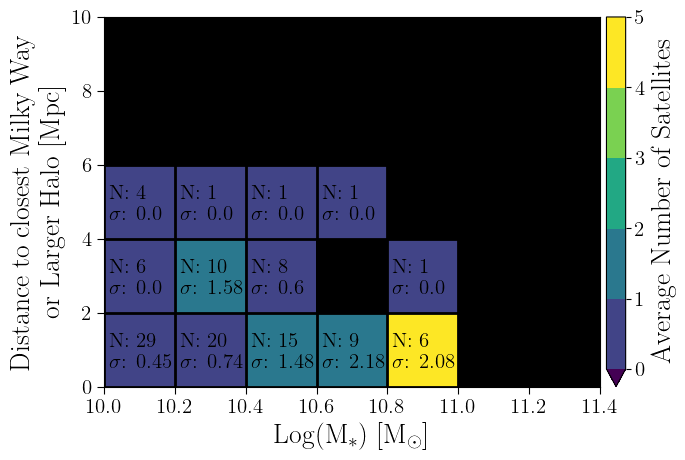 10
8
6
4
2
0
Distance to closest Milky Way
or Larger Halo [Mpc]
N: 4
σ: 0.0
N: 1
σ: 0.0
N: 1
σ: 0.0
N: 1
σ: 0.0
N: 6
σ: 0.0
N: 10
σ: 1.58
N: 8
σ: 0.6
N: 1
σ: 0.0
N: 29
σ: 0.45
N: 20
σ: 0.74
N: 15
σ: 1.48
N: 9
σ: 2.18
N: 6
σ: 2.08
10.0 10.2 10.4 10.6 10.8 11.0 11.2 11.4
Log(M∗) [M⊙]
5
4
3
2
1
0
Average Number of Satellites